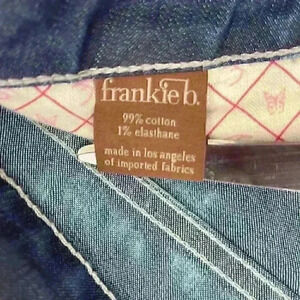 frankie b.
99% cotton
1% elasthane
made in los angeles
of imported fabrics